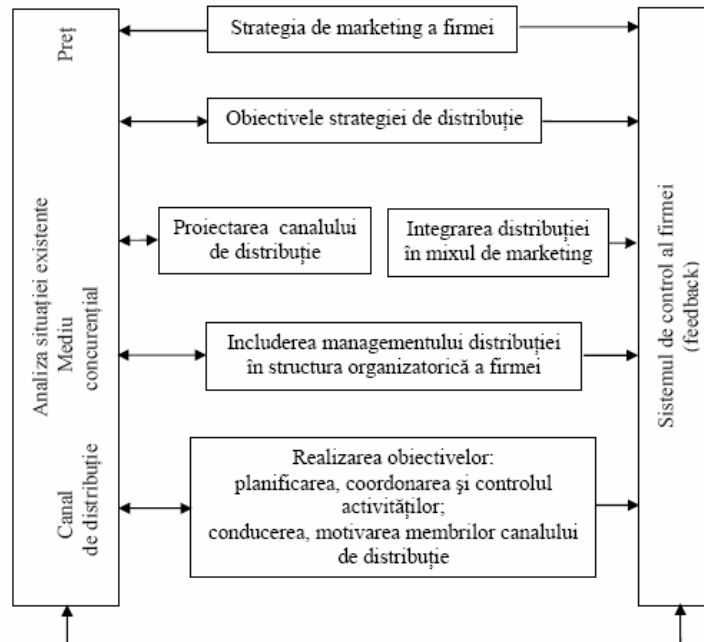 Preț
Analiza situației existente
Mediu
concurențial
Canal
de distribuție
Strategia de marketing a firmei
Obiectivele strategiei de distribuție
Proiectarea canalului
de distribuție
Integrarea distribuției
în mixul de marketing
Includerea managementului distribuției
în structura organizatorică a firmei
Realizarea obiectivelor:
planificarea, coordonarea şi controlul
activităților;
conducerea, motivarea membrilor canalului
de distribuție
Sistemul de control al firmei
(feedback)